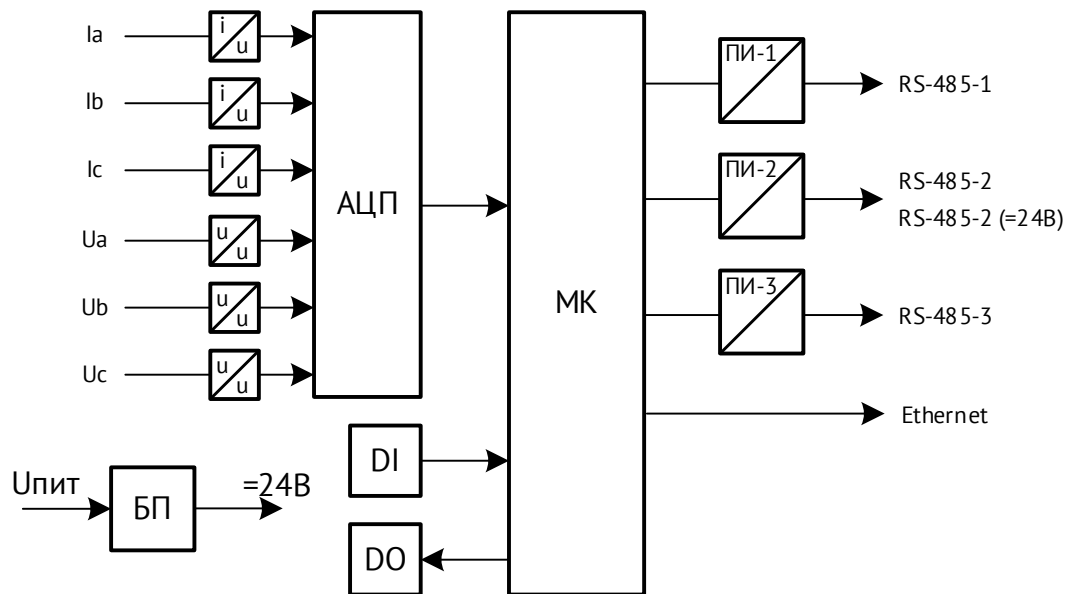 Ia
i
u
Ib
i
u
Ic
i
u
Ua
u
u
Ub
u
u
Uc
u
u
АЦП
МК
ПИ-1
RS-485-1
ПИ-2
RS-485-2
RS-485-2 (=24В)
ПИ-3
RS-485-3
Ethernet
DI
DO
Uпит
БП
=24В